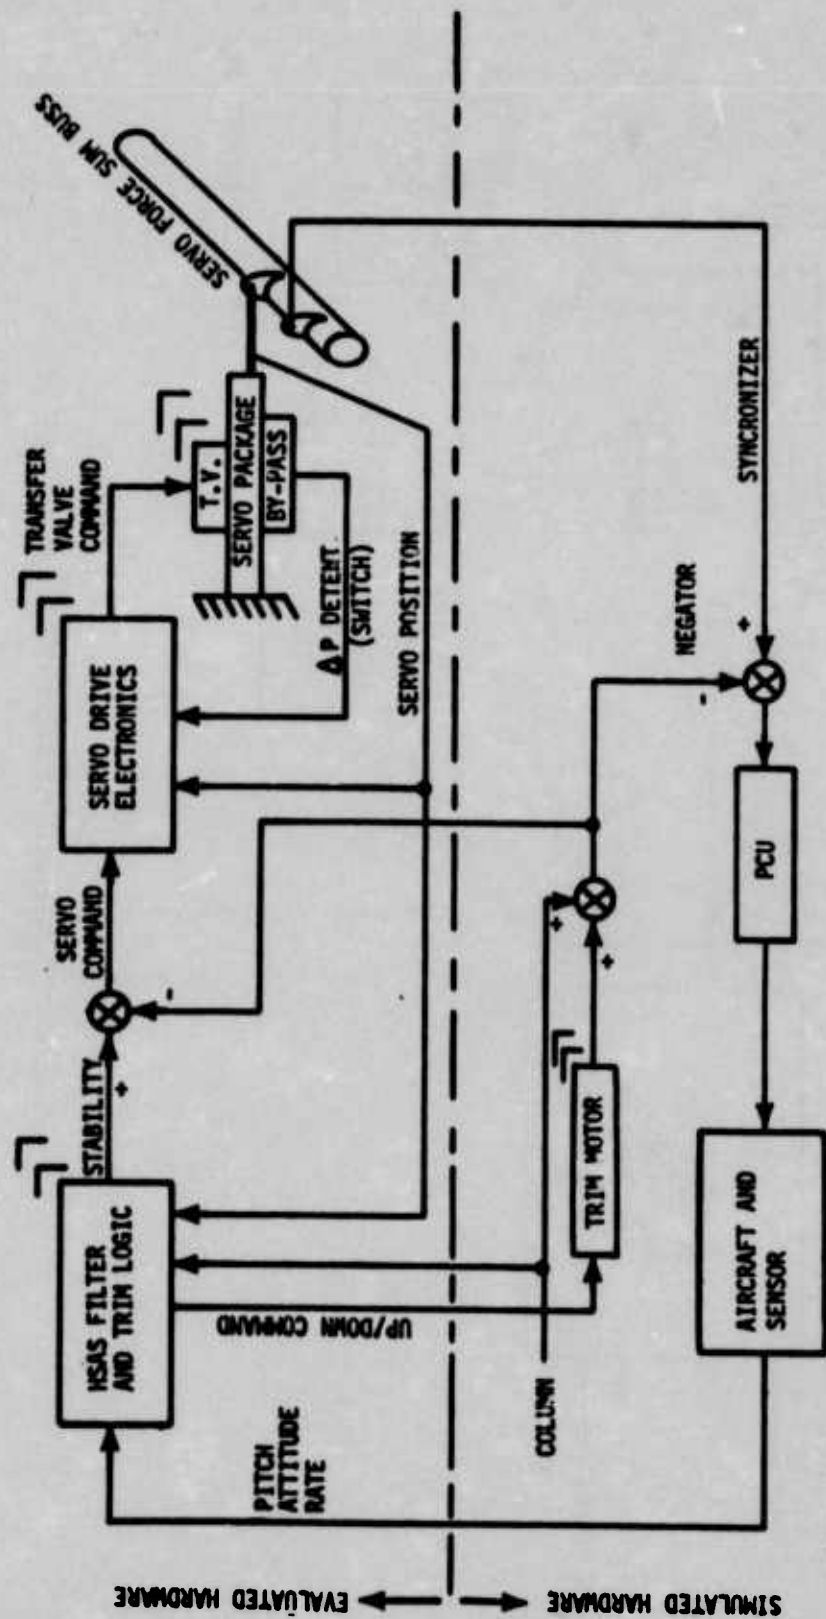 EVALUATED HARDWARE
SIMULATED HARDWARE
PITCH
ATTITUDE
RATE
HSAS FILTER
AND TRIM LOGIC
UP/DOWN COMMAND
STABILITY
+
-
SERVO
COMMAND
SERVO DRIVE
ELECTRONICS
TRANSFER
VALVE
COMMAND
T.V.
SERVO PACKAGE
BY-PASS
SERVO FORCE SUM BUSS
ΔP DETENT.
(SWITCH)
SERVO POSITION
COLUMN
TRIM MOTOR
+
+
NEGATOR
-
+
SYNCRONIZER
PCU
AIRCRAFT AND
SENSOR